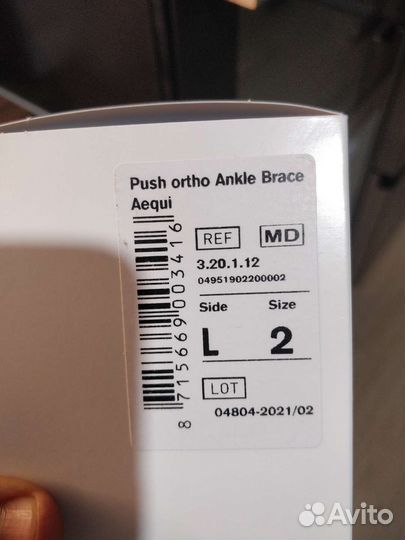 Push ortho Ankle Brace
Aequi
REF MD
3.20.1.12
04951902200002
Side Size
L 2
LOT
04804-2021/02
8 715669 003416
Avito